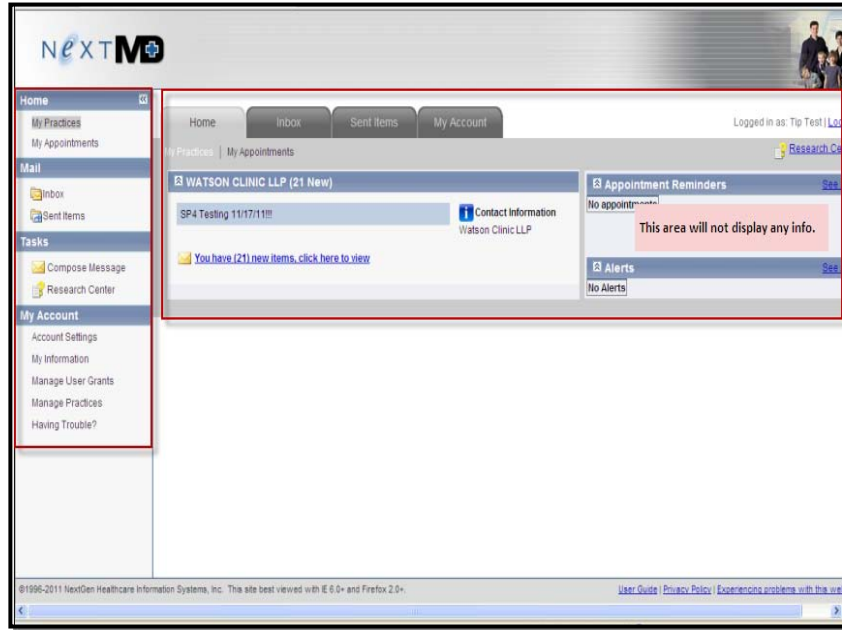 NextMD
Home
My Practices
My Appointments
Mail
Inbox
Sent Items
Tasks
Compose Message
Research Center
My Account
Account Settings
My Information
Manage User Grants
Manage Practices
Having Trouble?
Home Inbox Sent Items My Account
Logged in as: Tip Test |
My Practices | My Appointments
Research
WATSON CLINIC LLP (21 New)
SP4 Testing 11/17/11!!!
Contact Information
Watson Clinic LLP
You have (21) new items, click here to view
Appointment Reminders See
No appointments
This area will not display any info.
Alerts See
No Alerts
©1996-2011 NextGen Healthcare Information Systems, Inc. This site best viewed with IE 6.0+ and Firefox 2.0+.
User Guide | Privacy Policy | Experiencing problems with this